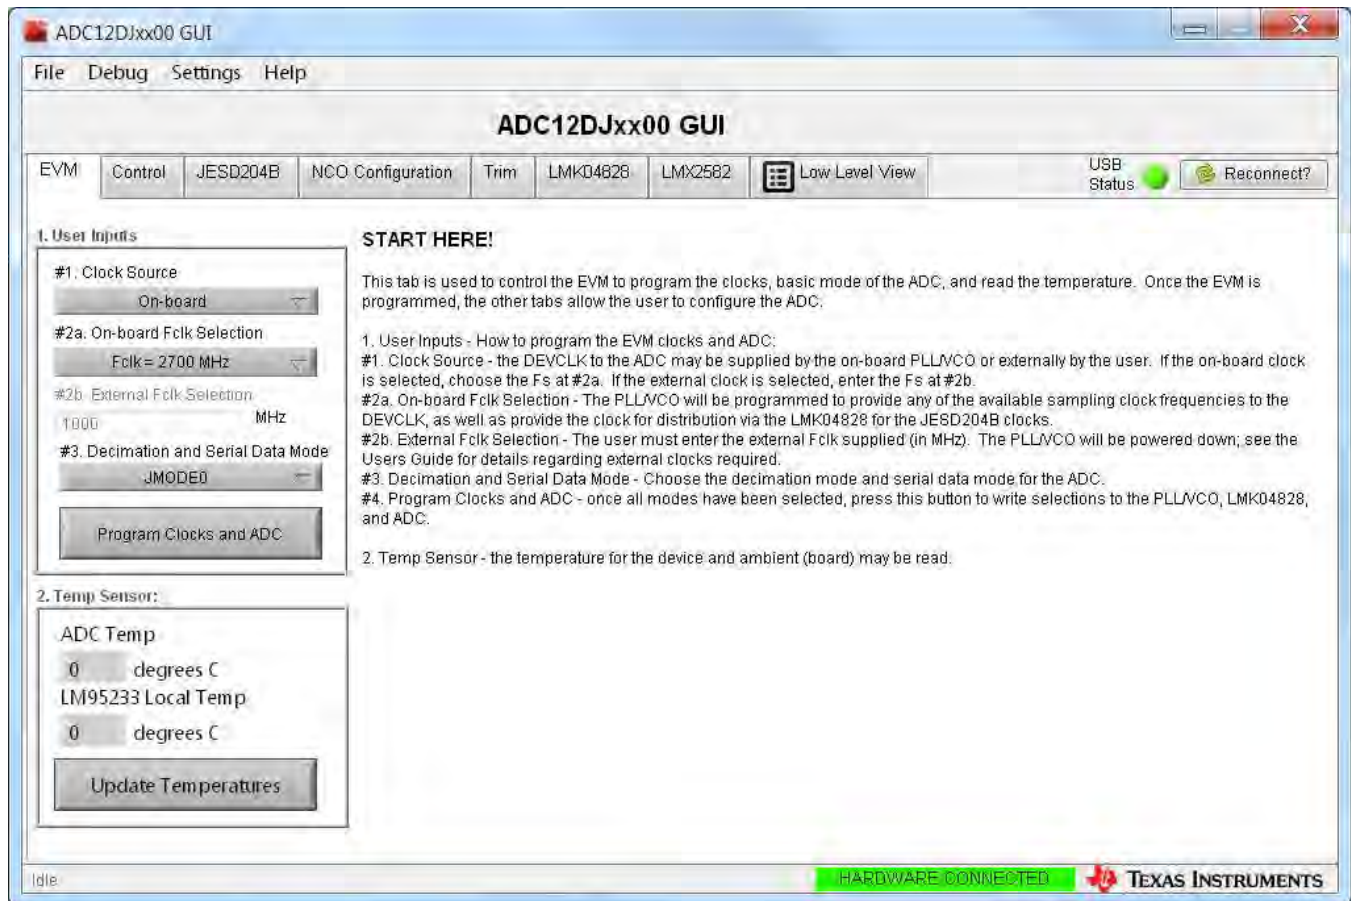 ADC12DJxx00 GUI
File Debug Settings Help
ADC12DJxx00 GUI
EVM Control JESD204B NCO Configuration Trim LMK04828 LMX2582 Low Level View USB Status Reconnect?
1. User Inputs
#1. Clock Source
On-board
#2a. On-board Fclk Selection
Fclk = 2700 MHz
#2b. External Fclk Selection
1000 MHz
#3. Decimation and Serial Data Mode
JMODE0
Program Clocks and ADC
2. Temp Sensor:
ADC Temp
0 degrees C
LM95233 Local Temp
0 degrees C
Update Temperatures
START HERE!
This tab is used to control the EVM to program the clocks, basic mode of the ADC, and read the temperature. Once the EVM is
programmed, the other tabs allow the user to configure the ADC.
1. User Inputs - How to program the EVM clocks and ADC:
#1. Clock Source - the DEVCLK to the ADC may be supplied by the on-board PLL/VCO or externally by the user. If the on-board clock
is selected, choose the Fs at #2a. If the external clock is selected, enter the Fs at #2b.
#2a. On-board Fclk Selection - The PLL/VCO will be programmed to provide any of the available sampling clock frequencies to the
DEVCLK, as well as provide the clock for distribution via the LMK04828 for the JESD204B clocks.
#2b. External Fclk Selection - The user must enter the external Fclk supplied (in MHz). The PLL/VCO will be powered down; see the
Users Guide for details regarding external clocks required.
#3. Decimation and Serial Data Mode - Choose the decimation mode and serial data mode for the ADC.
#4. Program Clocks and ADC - once all modes have been selected, press this button to write selections to the PLL/VCO, LMK04828,
and ADC.
2. Temp Sensor - the temperature for the device and ambient (board) may be read.
Idle
HARDWARE CONNECTED
TEXAS INSTRUMENTS